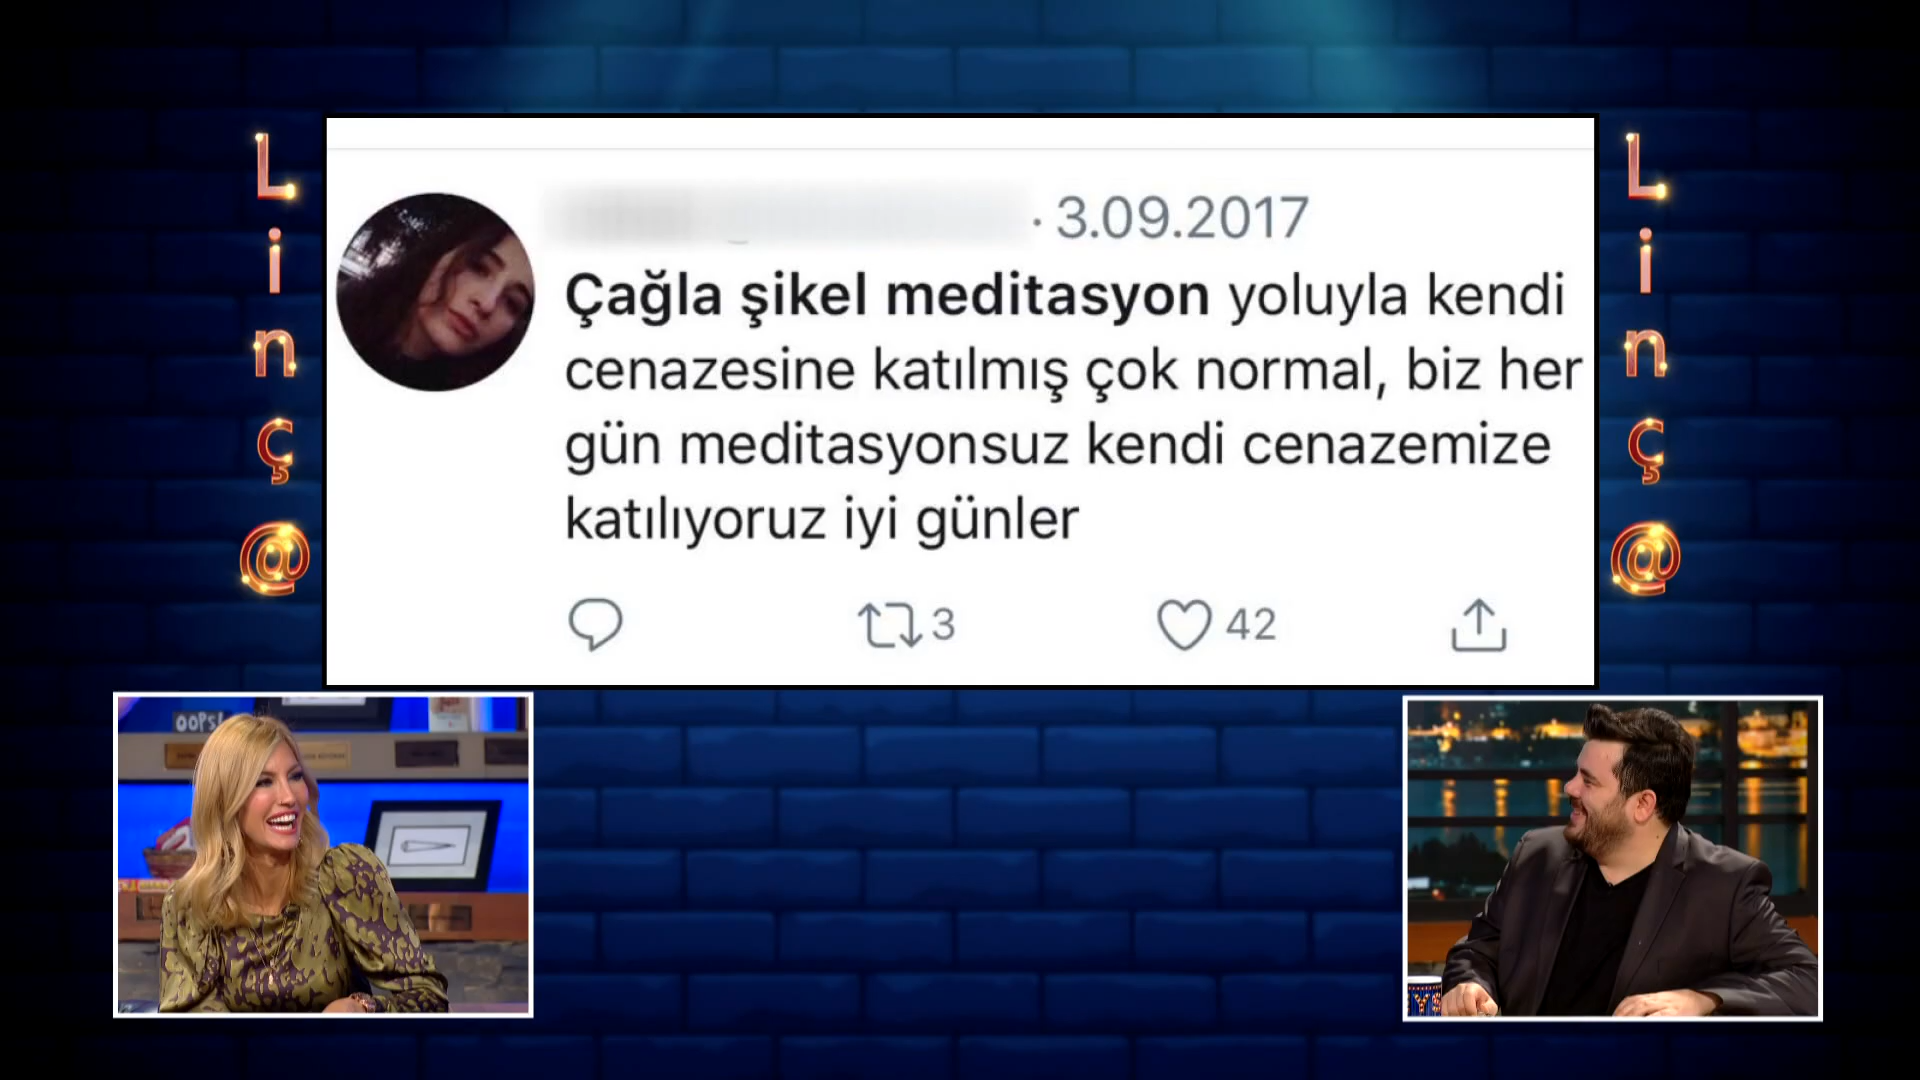 Linç@
Linç@
· 3.09.2017
Çağla şikel meditasyon yoluyla kendi
cenazesine katılmış çok normal, biz her
gün meditasyonsuz kendi cenazemize
katılıyoruz iyi günler
3
42
OOPS!